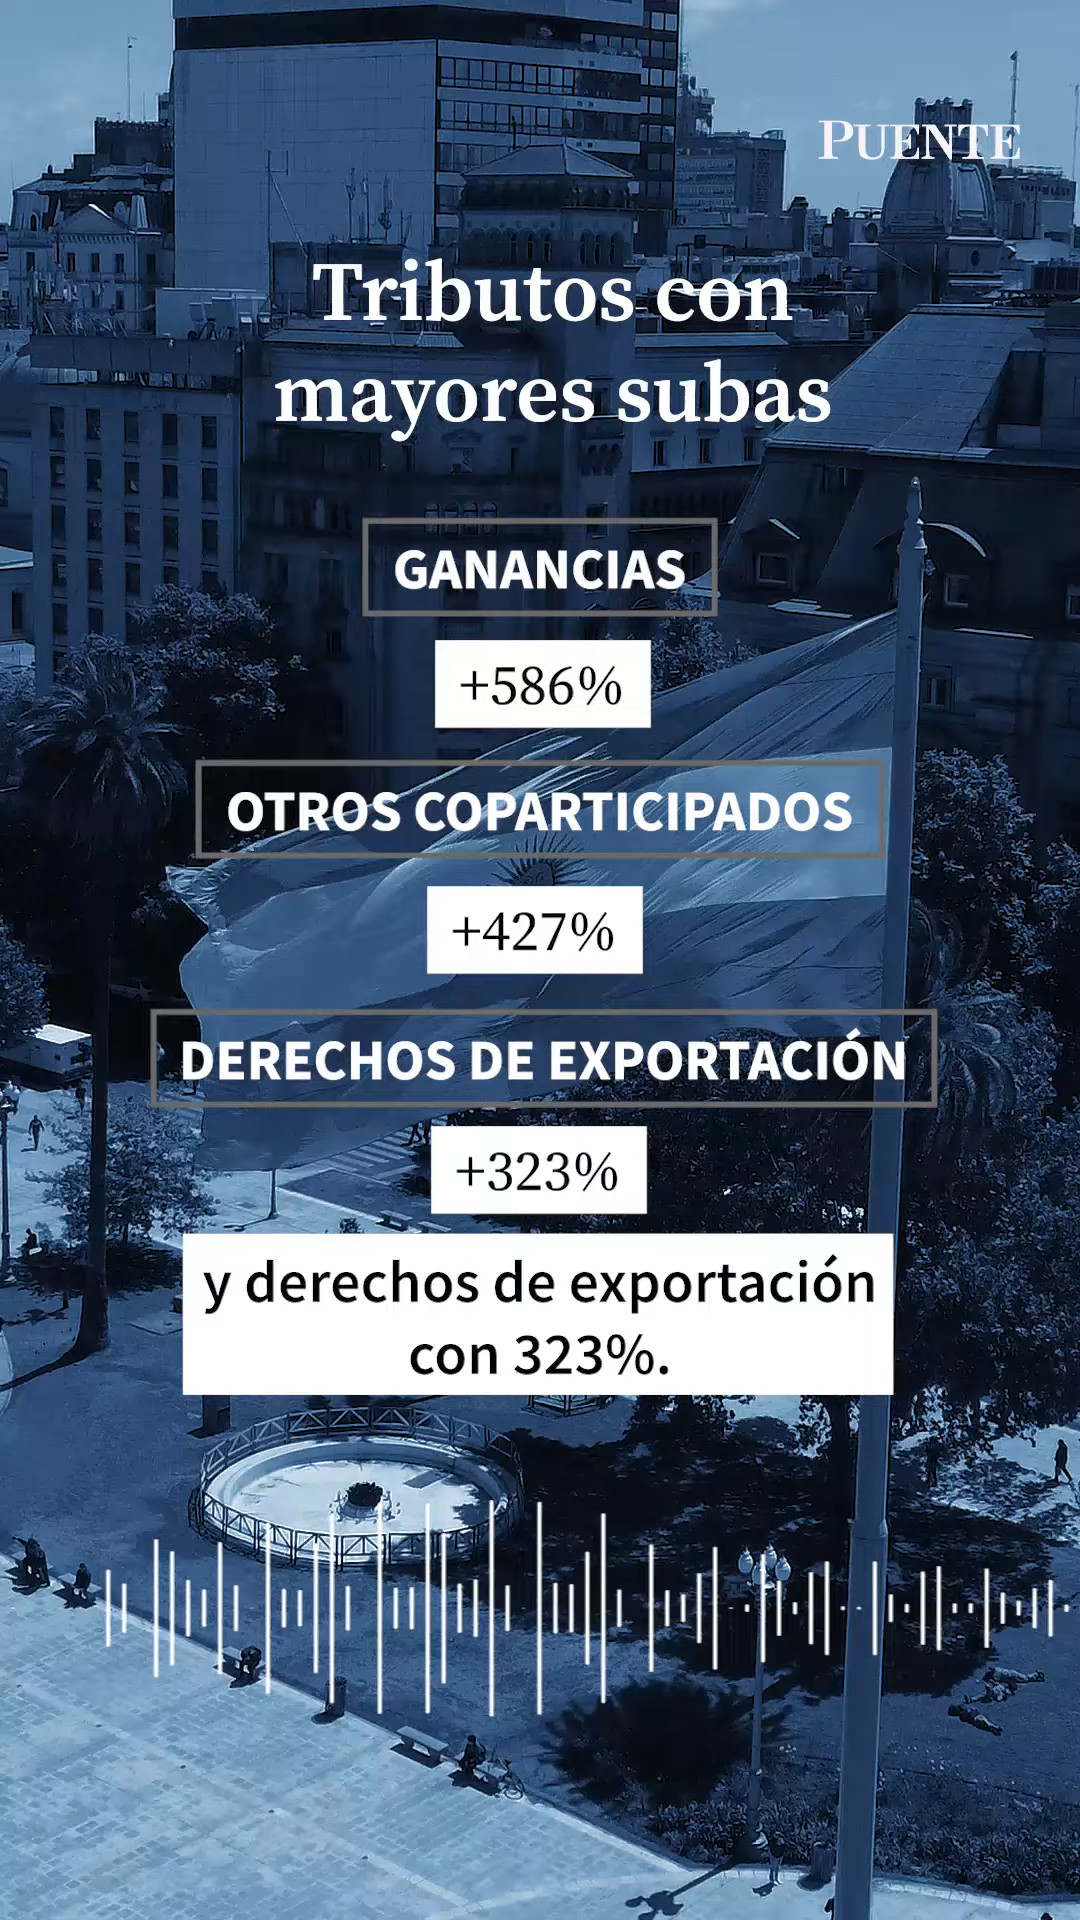 PUENTE
Tributos con
mayores subas
GANANCIAS
+586%
OTROS COPARTICIPADOS
+427%
DERECHOS DE EXPORTACIÓN
+323%
y derechos de exportación
con 323%.